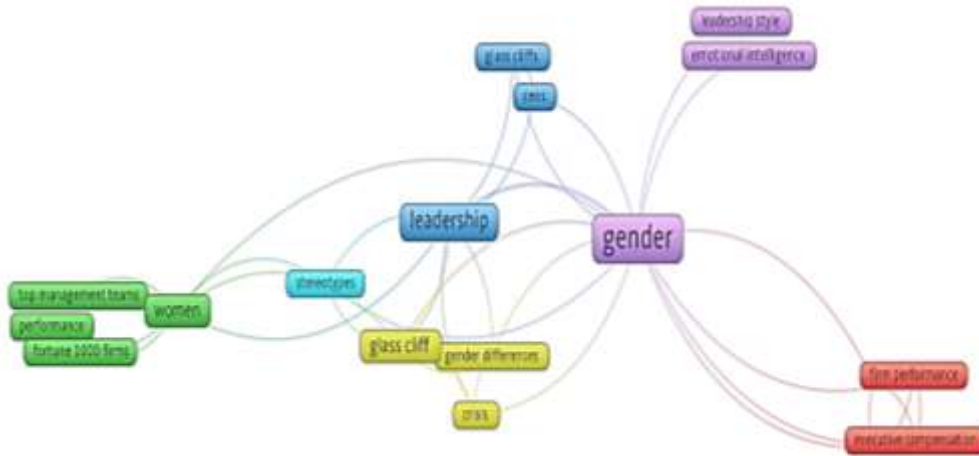 leadership style
emotional intelligence
glass cliffs
ceos
leadership
gender
stereotypes
top management teams
women
performance
fortune 1000 firms
glass cliff
gender differences
crisis
firm performance
executive compensation